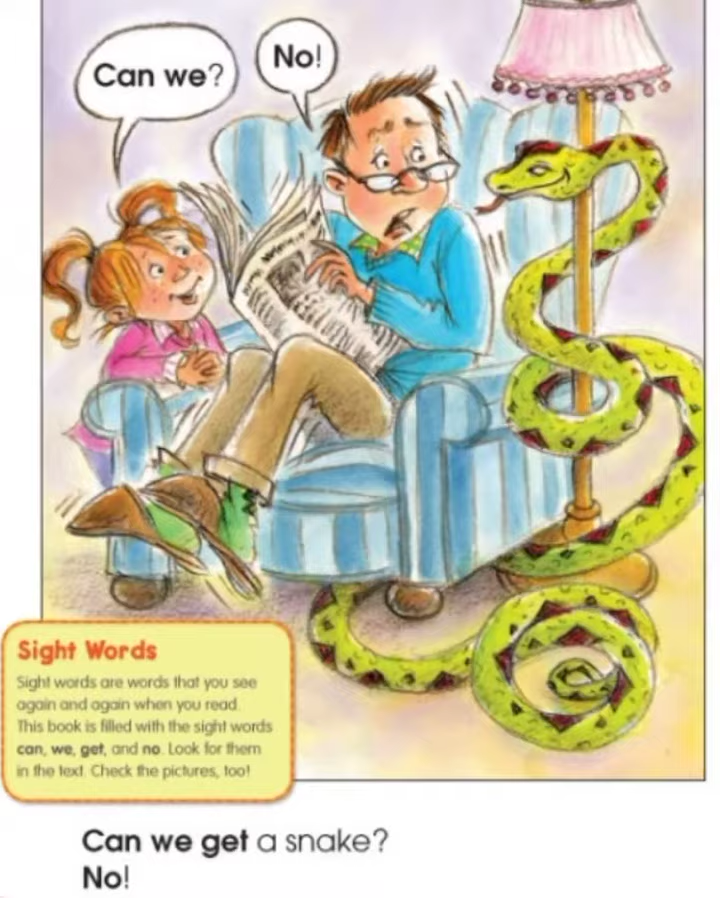 Can we?
No!
Sight Words
Sight words are words that you see
again and again when you read.
This book is filled with the sight words
can, we, get, and no. Look for them
in the text. Check the pictures, too!
Can we get a snake?
No!